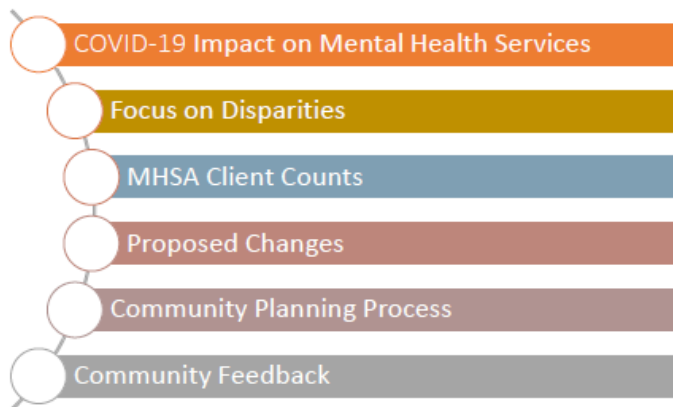 COVID-19 Impact on Mental Health Services
Focus on Disparities
MHSA Client Counts
Proposed Changes
Community Planning Process
Community Feedback